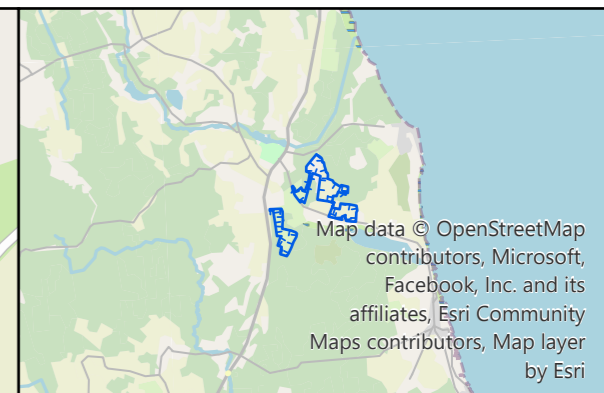 Map data © OpenStreetMap
contributors, Microsoft,
Facebook, Inc. and its
affiliates, Esri Community
Maps contributors, Map layer
by Esri